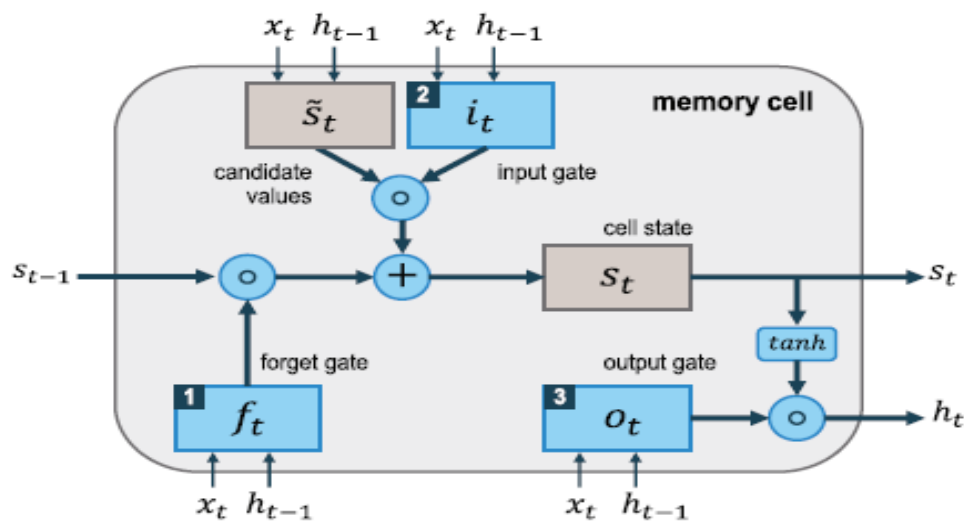 x_t h_{t-1} x_t h_{t-1}
memory cell
s̃_t
2 i_t
candidate values
input gate
∘
cell state
s_{t-1}
∘
+
s_t
s_t
tanh
forget gate
output gate
1 f_t
3 o_t
∘
h_t
x_t h_{t-1}
x_t h_{t-1}